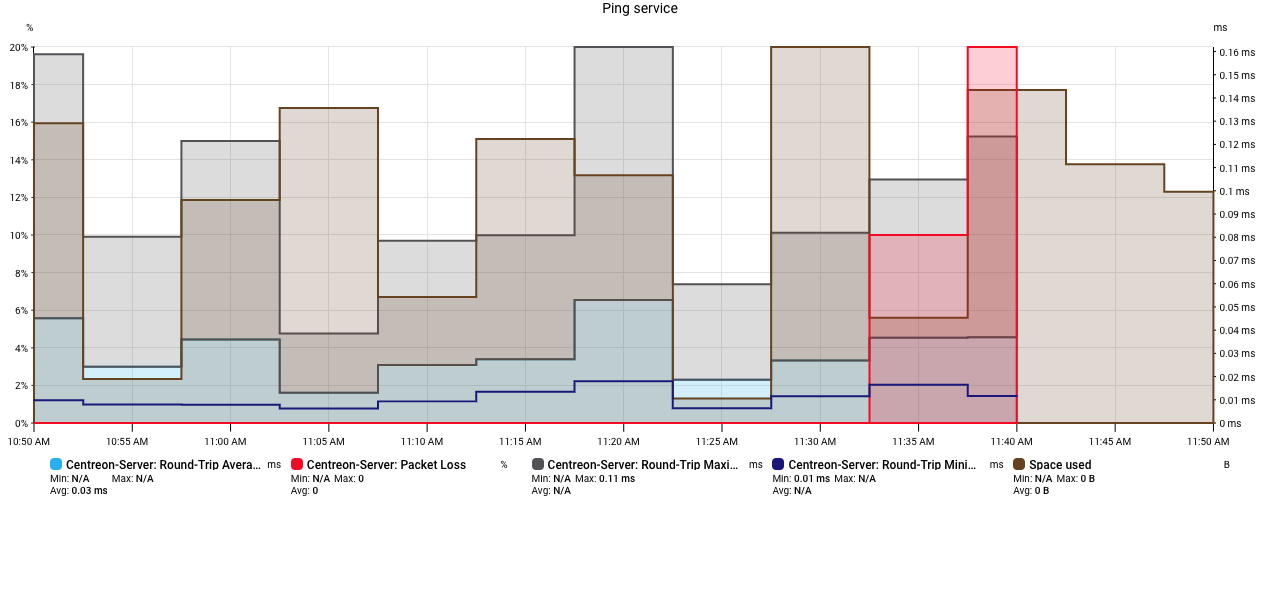 Ping service
% ms
20%
18%
16%
14%
12%
10%
8%
6%
4%
2%
0%
0.16 ms
0.15 ms
0.14 ms
0.13 ms
0.12 ms
0.11 ms
0.1 ms
0.09 ms
0.08 ms
0.07 ms
0.06 ms
0.05 ms
0.04 ms
0.03 ms
0.02 ms
0.01 ms
0 ms
10:50 AM 10:55 AM 11:00 AM 11:05 AM 11:10 AM 11:15 AM 11:20 AM 11:25 AM 11:30 AM 11:35 AM 11:40 AM 11:45 AM 11:50 AM
Centreon-Server: Round-Trip Avera... ms
Min: N/A Max: N/A
Avg: 0.03 ms
Centreon-Server: Packet Loss %
Min: N/A Max: 0
Avg: 0
Centreon-Server: Round-Trip Maxi... ms
Min: N/A Max: 0.11 ms
Avg: N/A
Centreon-Server: Round-Trip Mini... ms
Min: 0.01 ms Max: N/A
Avg: N/A
Space used B
Min: N/A Max: 0 B
Avg: 0 B